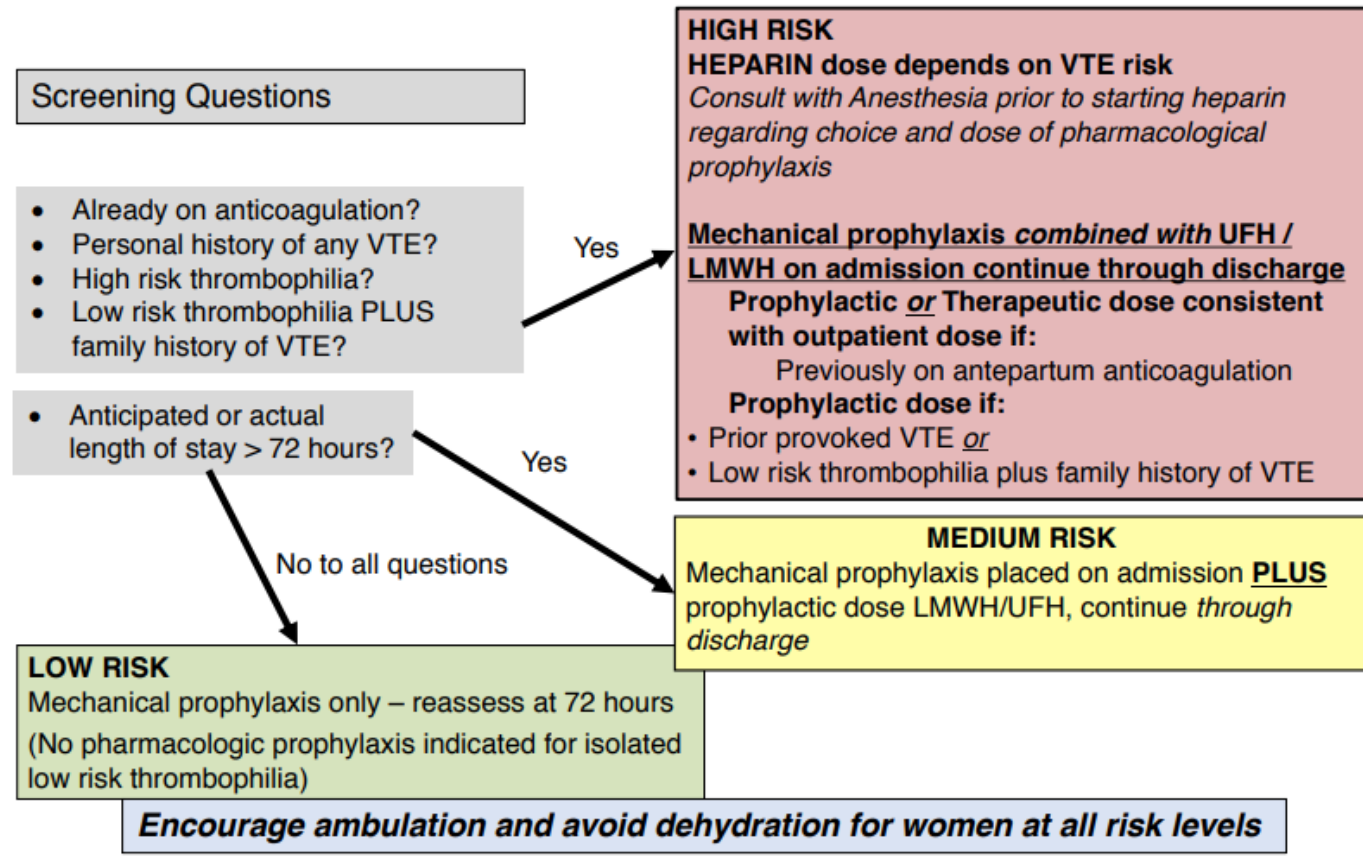 Screening Questions
• Already on anticoagulation?
• Personal history of any VTE?
• High risk thrombophilia?
• Low risk thrombophilia PLUS
family history of VTE?
Yes
• Anticipated or actual
length of stay > 72 hours?
Yes
No to all questions
HIGH RISK
HEPARIN dose depends on VTE risk
Consult with Anesthesia prior to starting heparin
regarding choice and dose of pharmacological
prophylaxis
Mechanical prophylaxis combined with UFH /
LMWH on admission continue through discharge
Prophylactic or Therapeutic dose consistent
with outpatient dose if:
Previously on antepartum anticoagulation
Prophylactic dose if:
• Prior provoked VTE or
• Low risk thrombophilia plus family history of VTE
MEDIUM RISK
Mechanical prophylaxis placed on admission PLUS
prophylactic dose LMWH/UFH, continue through
discharge
LOW RISK
Mechanical prophylaxis only – reassess at 72 hours
(No pharmacologic prophylaxis indicated for isolated
low risk thrombophilia)
Encourage ambulation and avoid dehydration for women at all risk levels